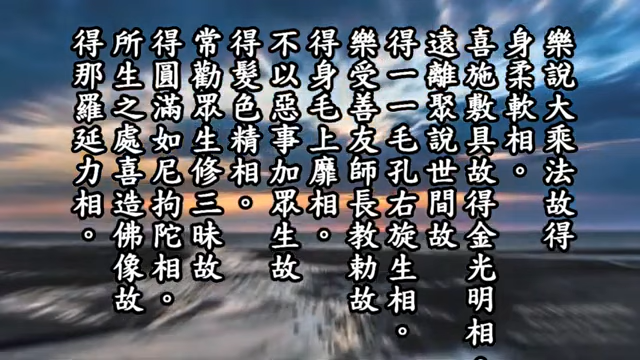 樂說大乘法故得
身柔軟相。
喜施敷具故得金光明相。
遠離聚說世間故
得一一毛孔右旋生相。
樂受善友師長教勅故
得身毛上靡相。
不以惡事加眾生故
得髮色精相。
常勸眾生修三昧故
得圓滿如尼拘陀相。
所生之處喜造佛像故
得那羅延力相。